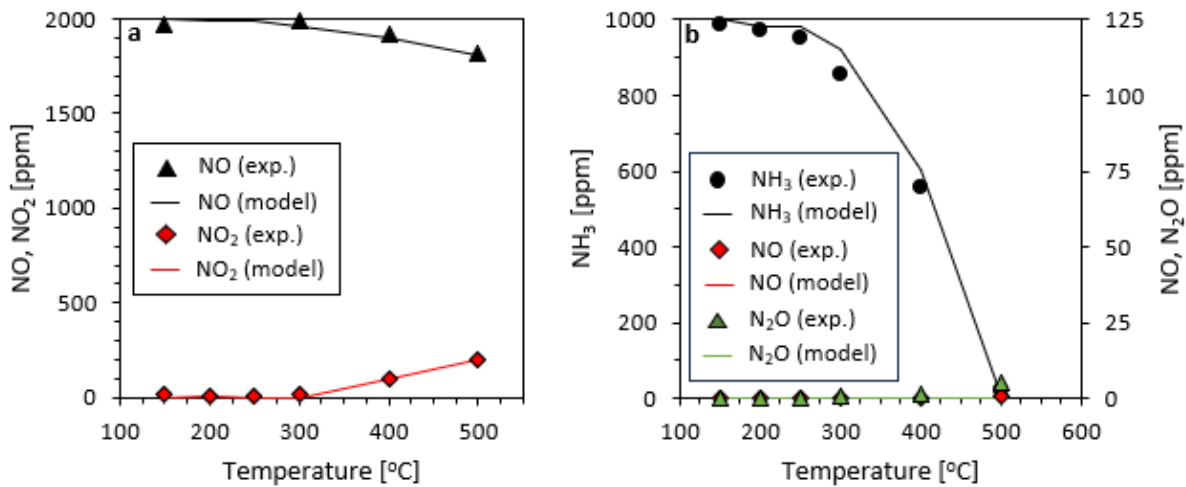 a
2000
1500
1000
500
0
NO, NO₂ [ppm]
NO (exp.)
NO (model)
NO₂ (exp.)
NO₂ (model)
100 200 300 400 500
Temperature [°C]
b
1000
800
600
400
200
0
NH₃ [ppm]
NH₃ (exp.)
NH₃ (model)
NO (exp.)
NO (model)
N₂O (exp.)
N₂O (model)
125
100
75
50
25
0
NO, N₂O [ppm]
100 200 300 400 500 600
Temperature [°C]